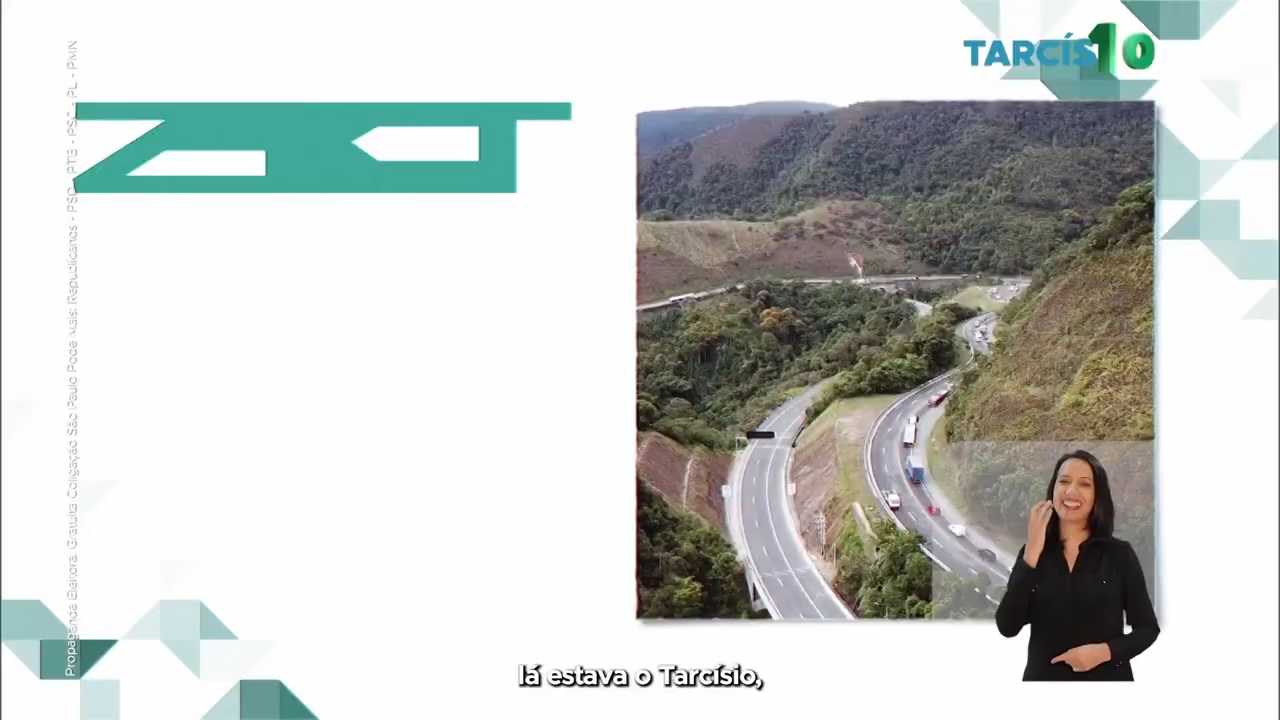 TARCÍS10
Propaganda Eleitoral Gratuita Coligação São Paulo Pode Mais: Republicanos - PSD - PTB - PSC - PL - PMN
lá estava o Tarcísio,